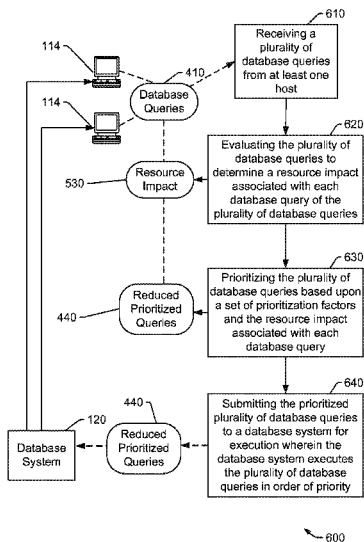 610
114
410
Receiving a
plurality of
database queries
from at least one
host
Database
Queries
114
620
Evaluating the plurality
of database queries to
determine a resource impact
associated with each
database query of the
plurality of database queries
Resource
Impact
530
630
Prioritizing the plurality of
database queries based upon
a set of prioritization factors
and the resource impact
associated with each
database query
Reduced
Prioritized
Queries
440
640
Submitting the prioritized
plurality of database queries
to a database system for
execution wherein the
database system executes
the plurality of database
queries in order of priority
440
120
Reduced
Prioritized
Queries
Database
System
600